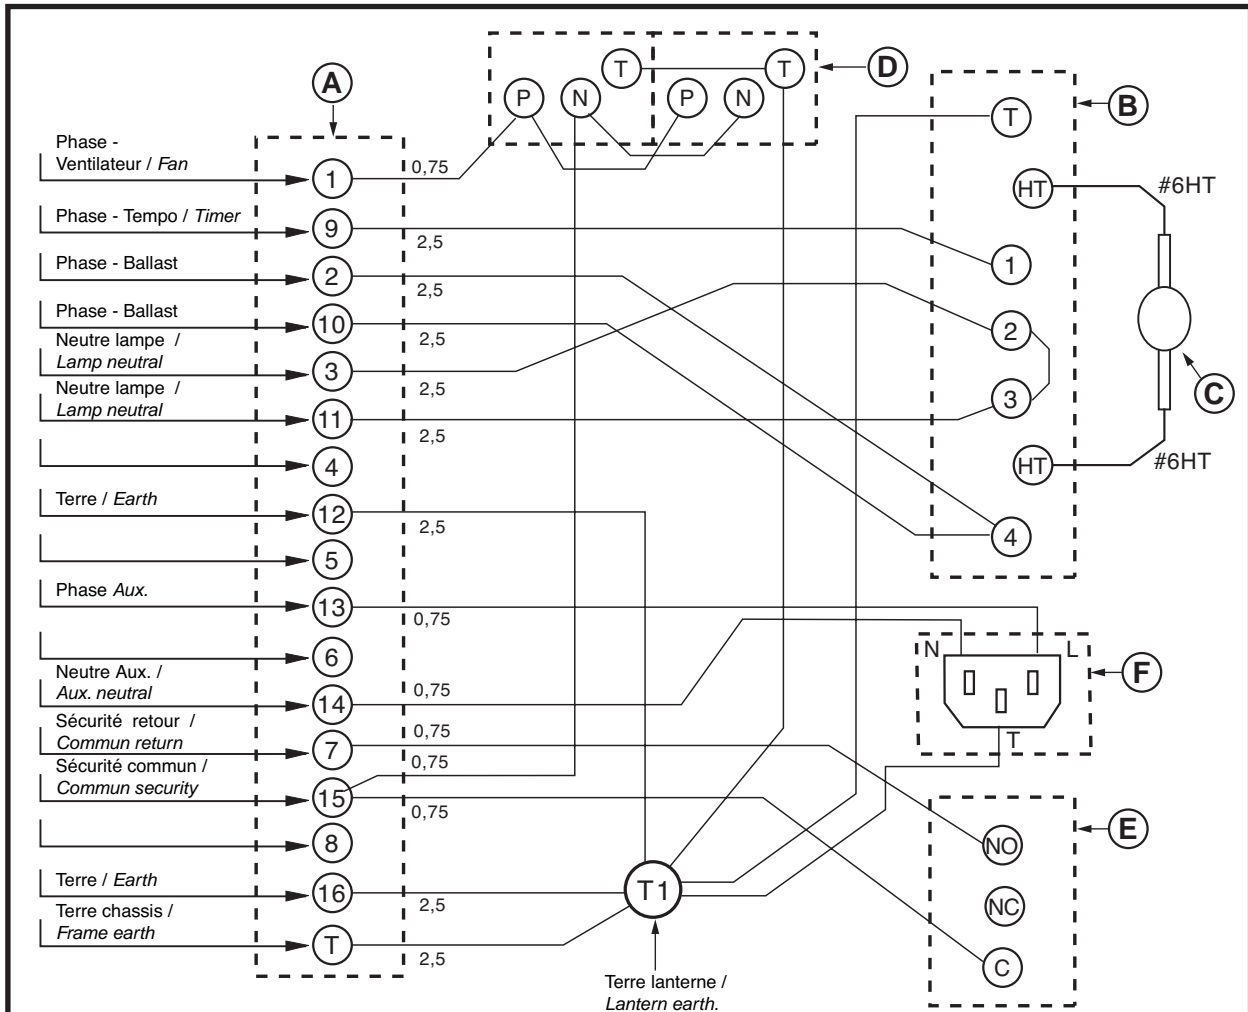 A
Phase -
Ventilateur / Fan
1
0,75
Phase - Tempo / Timer
9
2,5
Phase - Ballast
2
2,5
Phase - Ballast
10
2,5
Neutre lampe /
Lamp neutral
3
2,5
Neutre lampe /
Lamp neutral
11
2,5
4
Terre / Earth
12
2,5
5
Phase Aux.
13
0,75
6
Neutre Aux. /
Aux. neutral
14
0,75
Sécurité retour /
Commun return
7
0,75
Sécurité commun /
Commun security
15
0,75
0,75
8
Terre / Earth
16
2,5
Terre chassis /
Frame earth
T
2,5
T
T
D
P
N
P
N
B
T
HT
#6HT
1
2
3
C
HT
#6HT
4
N
L
F
T
E
NO
NC
C
T1
Terre lanterne /
Lantern earth.